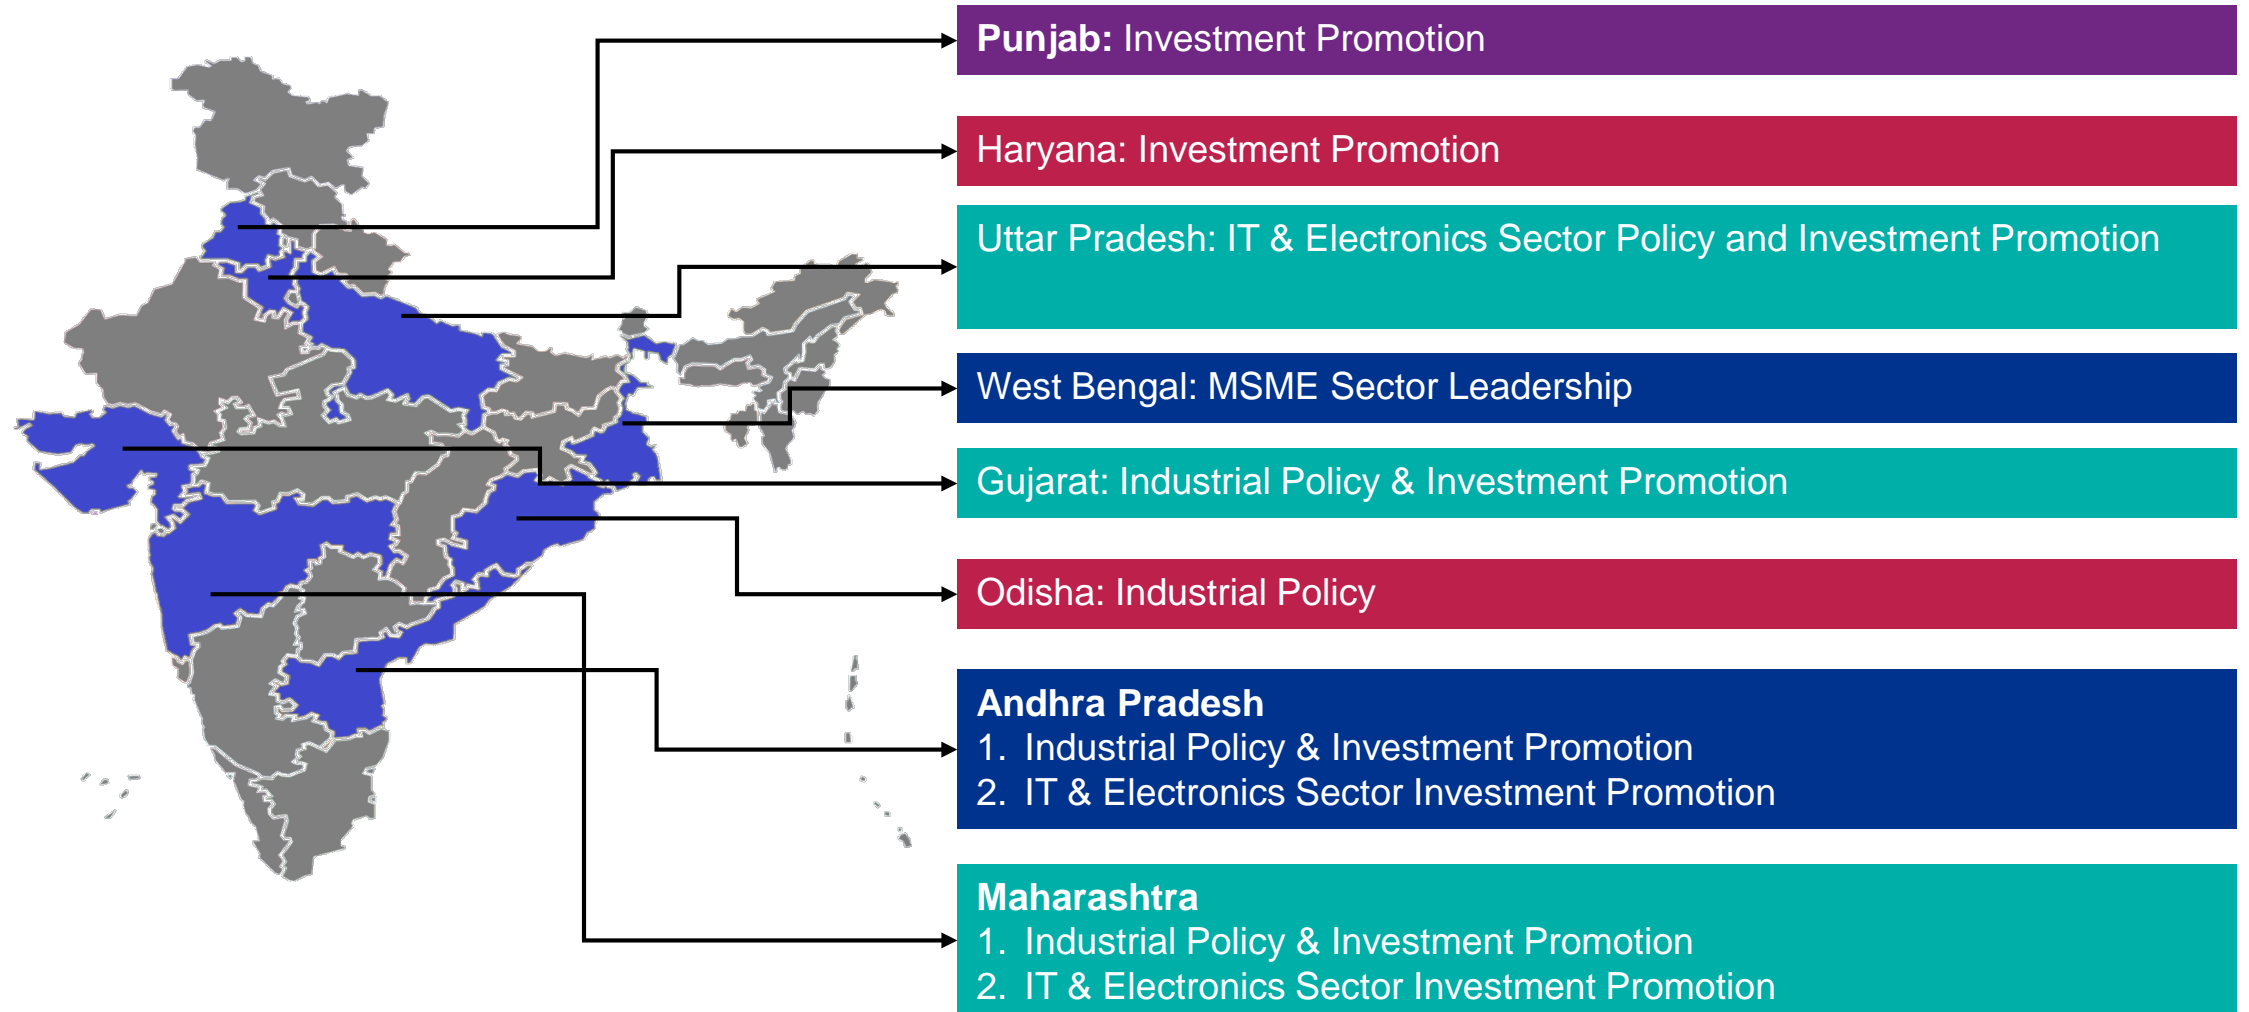 Punjab: Investment Promotion
Haryana: Investment Promotion
Uttar Pradesh: IT & Electronics Sector Policy and Investment Promotion
West Bengal: MSME Sector Leadership
Gujarat: Industrial Policy & Investment Promotion
Odisha: Industrial Policy
Andhra Pradesh
1. Industrial Policy & Investment Promotion
2. IT & Electronics Sector Investment Promotion
Maharashtra
1. Industrial Policy & Investment Promotion
2. IT & Electronics Sector Investment Promotion